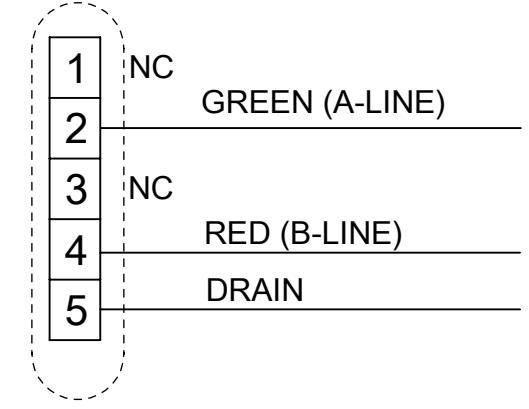 1 NC
GREEN (A-LINE)
2
3 NC
RED (B-LINE)
4
DRAIN
5